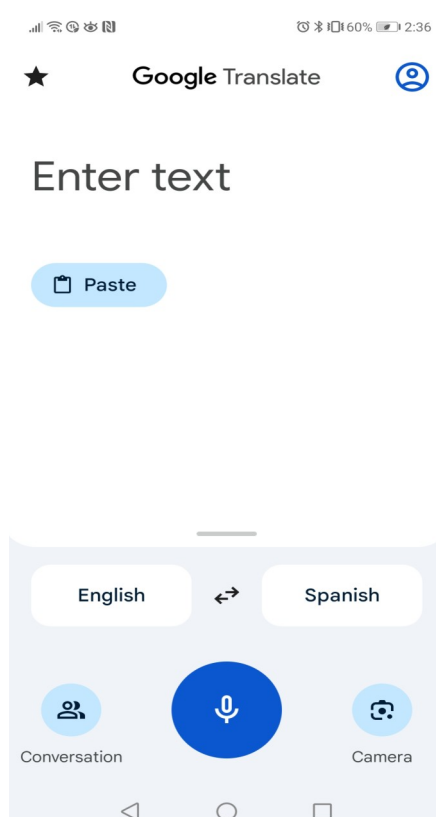 60% 2:36
Google Translate
Enter text
Paste
English Spanish
Conversation Camera